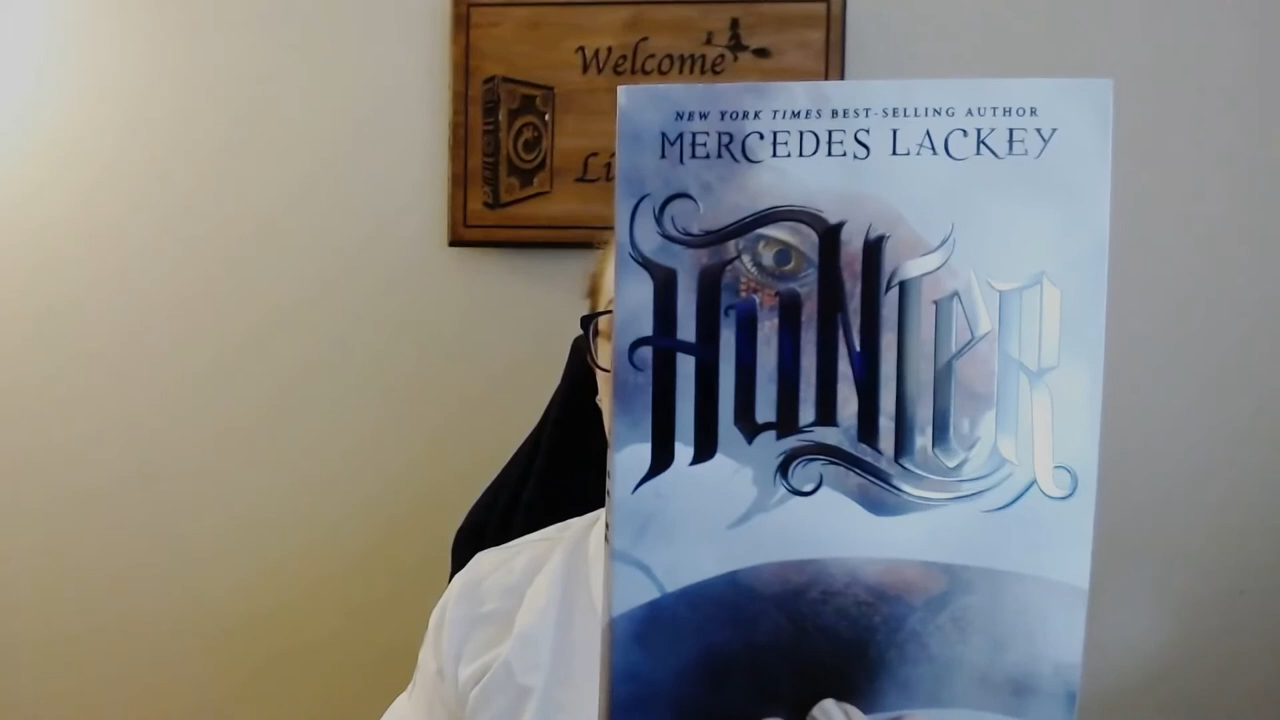 Welcome
NEW YORK TIMES BEST-SELLING AUTHOR
MERCEDES LACKEY
HUNTER